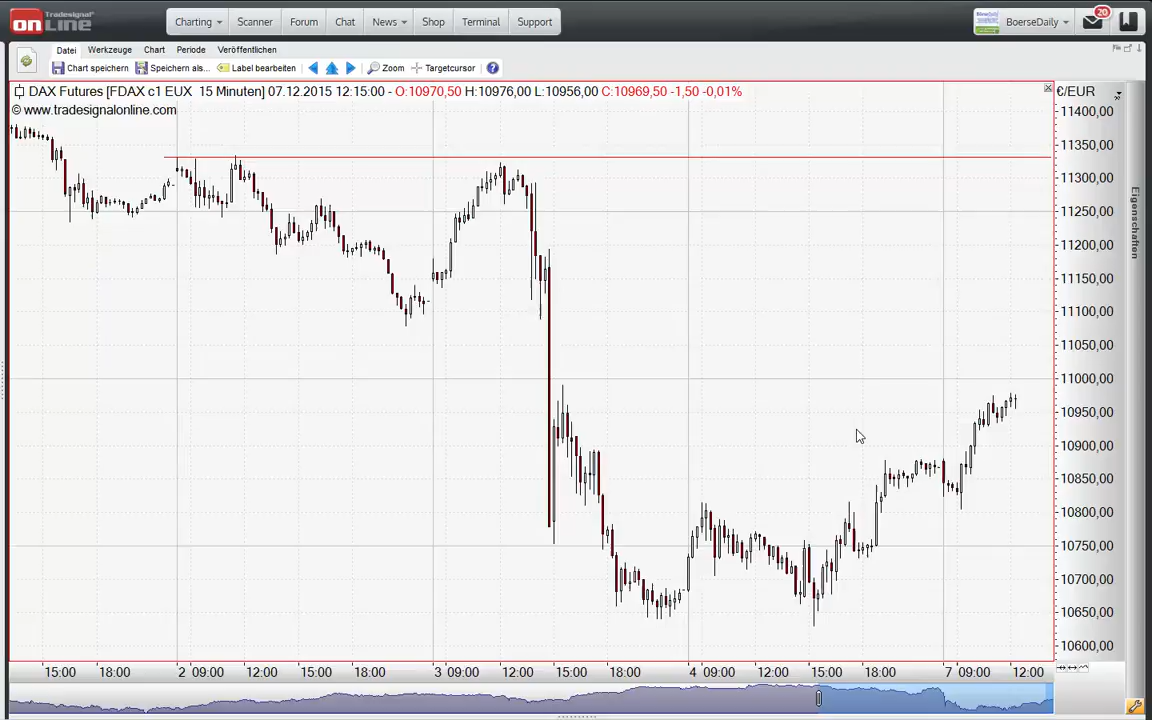 Tradesignal
onLine
Charting Scanner Forum Chat News Shop Terminal Support
BoerseDaily
20
Datei Werkzeuge Chart Periode Veröffentlichen
Chart speichern Speichern als... Label bearbeiten Zoom Targetcursor ?
DAX Futures [FDAX c1 EUX 15 Minuten] 07.12.2015 12:15:00 - O:10970,50 H:10976,00 L:10956,00 C:10969,50 -1,50 -0,01%
© www.tradesignalonline.com
€/EUR
11400,00
11350,00
11300,00
11250,00
11200,00
11150,00
11100,00
11050,00
11000,00
10950,00
10900,00
10850,00
10800,00
10750,00
10700,00
10650,00
10600,00
Eigenschaften
15:00 18:00 2 09:00 12:00 15:00 18:00 3 09:00 12:00 15:00 18:00 4 09:00 12:00 15:00 18:00 7 09:00 12:00